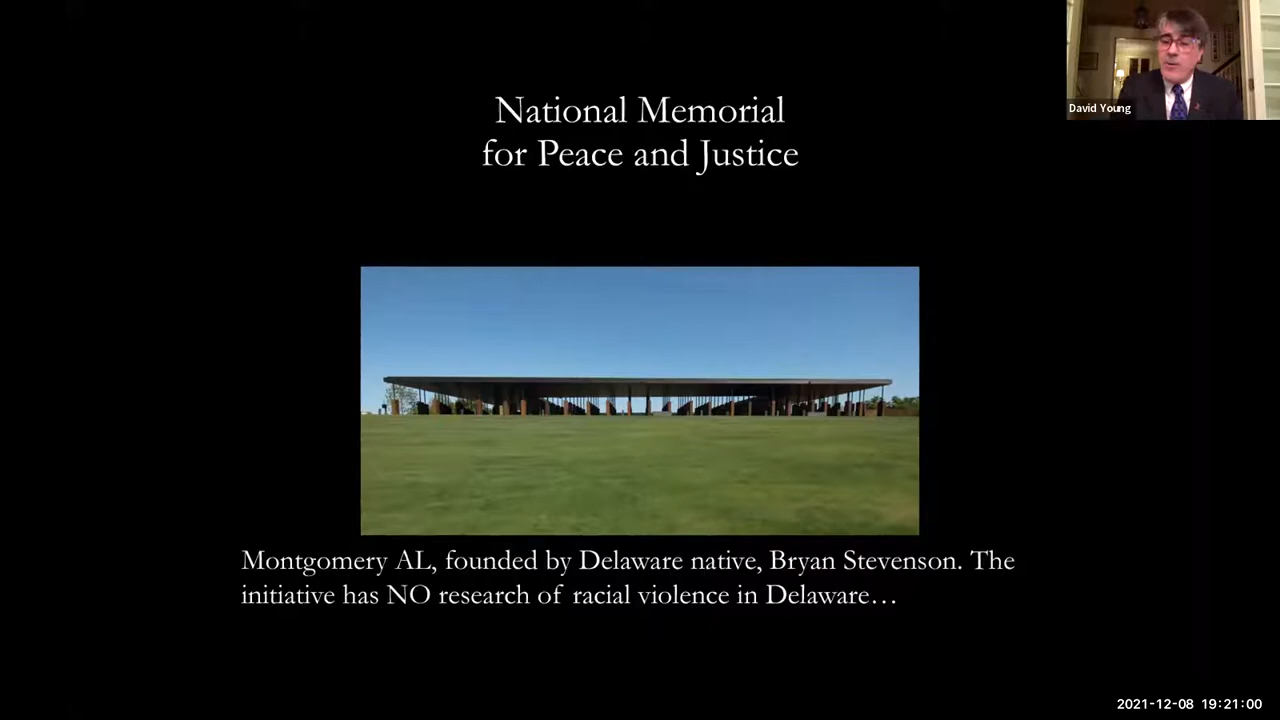 National Memorial
for Peace and Justice
David Young
Montgomery AL, founded by Delaware native, Bryan Stevenson. The
initiative has NO research of racial violence in Delaware…
2021-12-08 19:21:00